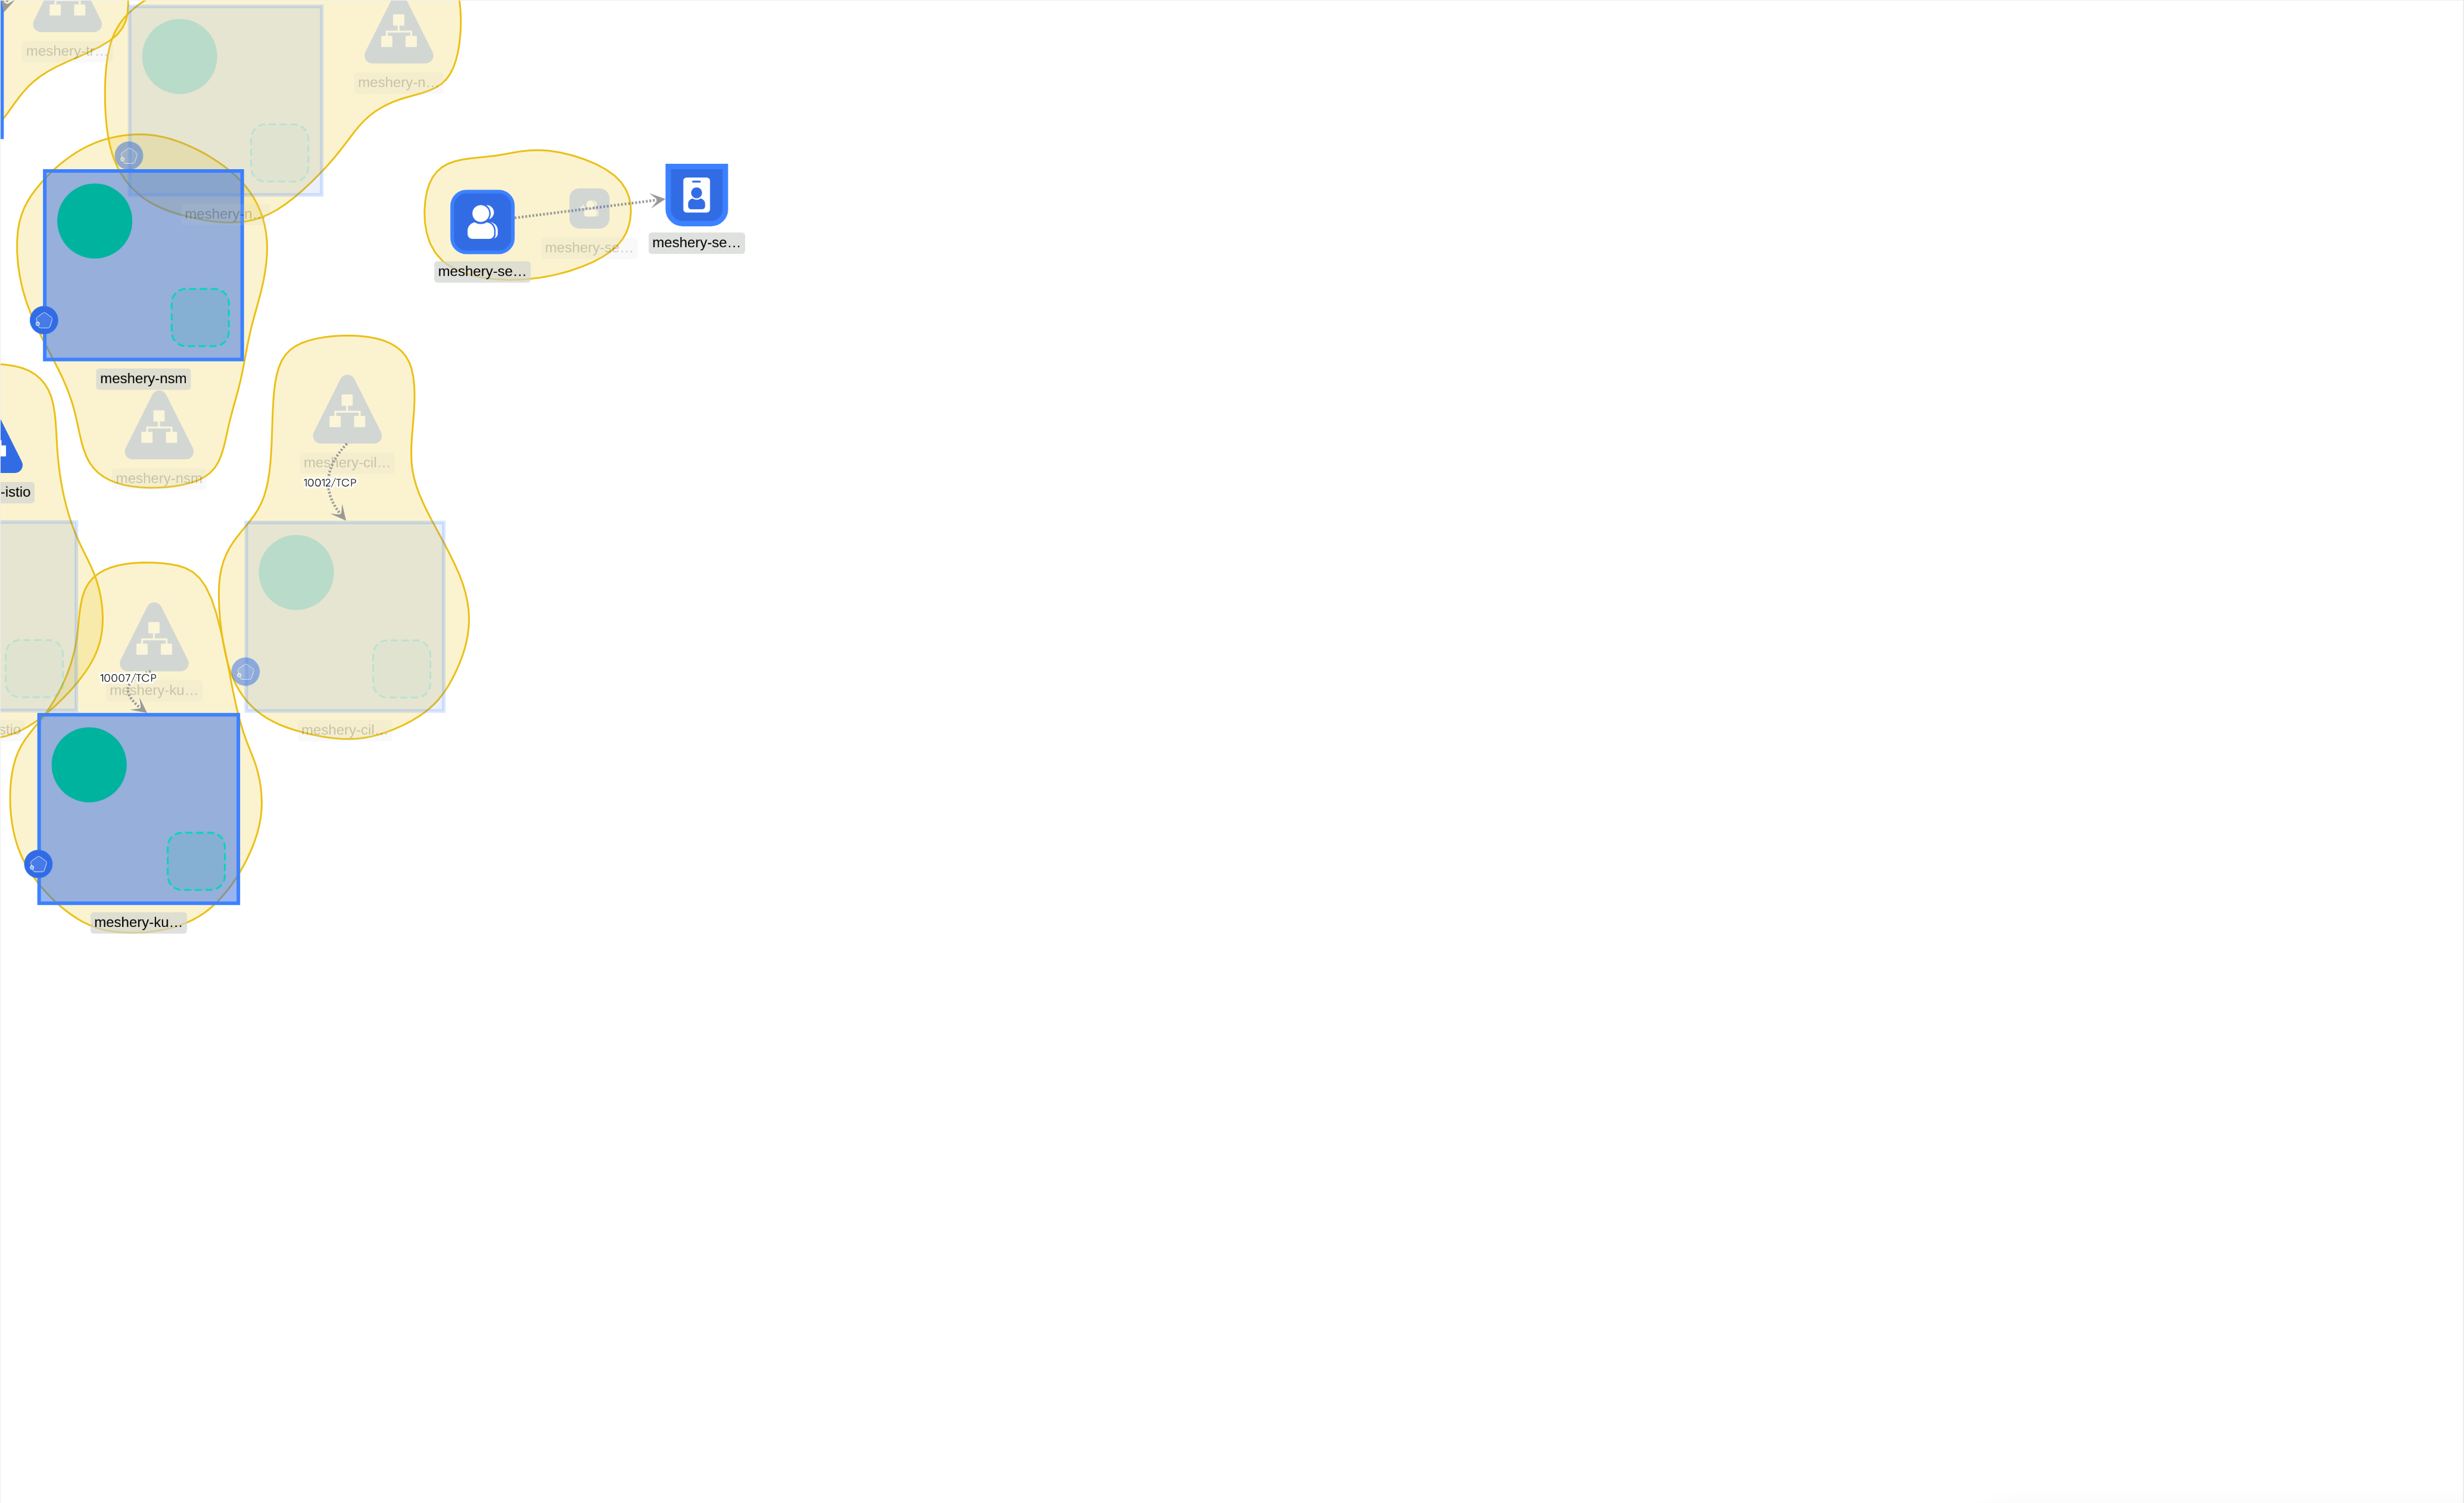 meshery-tr…
meshery-n…
meshery-n…
meshery-se…
meshery-se…
meshery-se…
meshery-nsm
meshery-nsm
-istio
meshery-cil…
10012/TCP
10007/TCP
meshery-ku…
stio
meshery-cil…
meshery-ku…